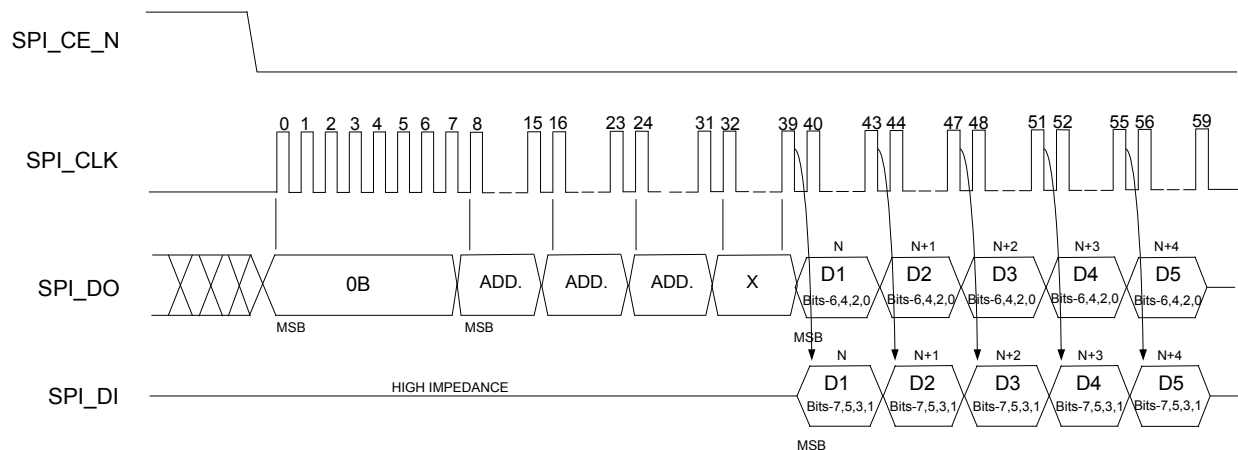 SPI_CE_N
0 1 2 3 4 5 6 7 8 15 16 23 24 31 32 39 40 43 44 47 48 51 52 55 56 59
SPI_CLK
N N+1 N+2 N+3 N+4
SPI_DO 0B ADD. ADD. ADD. X D1 D2 D3 D4 D5
Bits-6,4,2,0 Bits-6,4,2,0 Bits-6,4,2,0 Bits-6,4,2,0 Bits-6,4,2,0
MSB MSB MSB
N N+1 N+2 N+3 N+4
SPI_DI HIGH IMPEDANCE D1 D2 D3 D4 D5
Bits-7,5,3,1 Bits-7,5,3,1 Bits-7,5,3,1 Bits-7,5,3,1 Bits-7,5,3,1
MSB